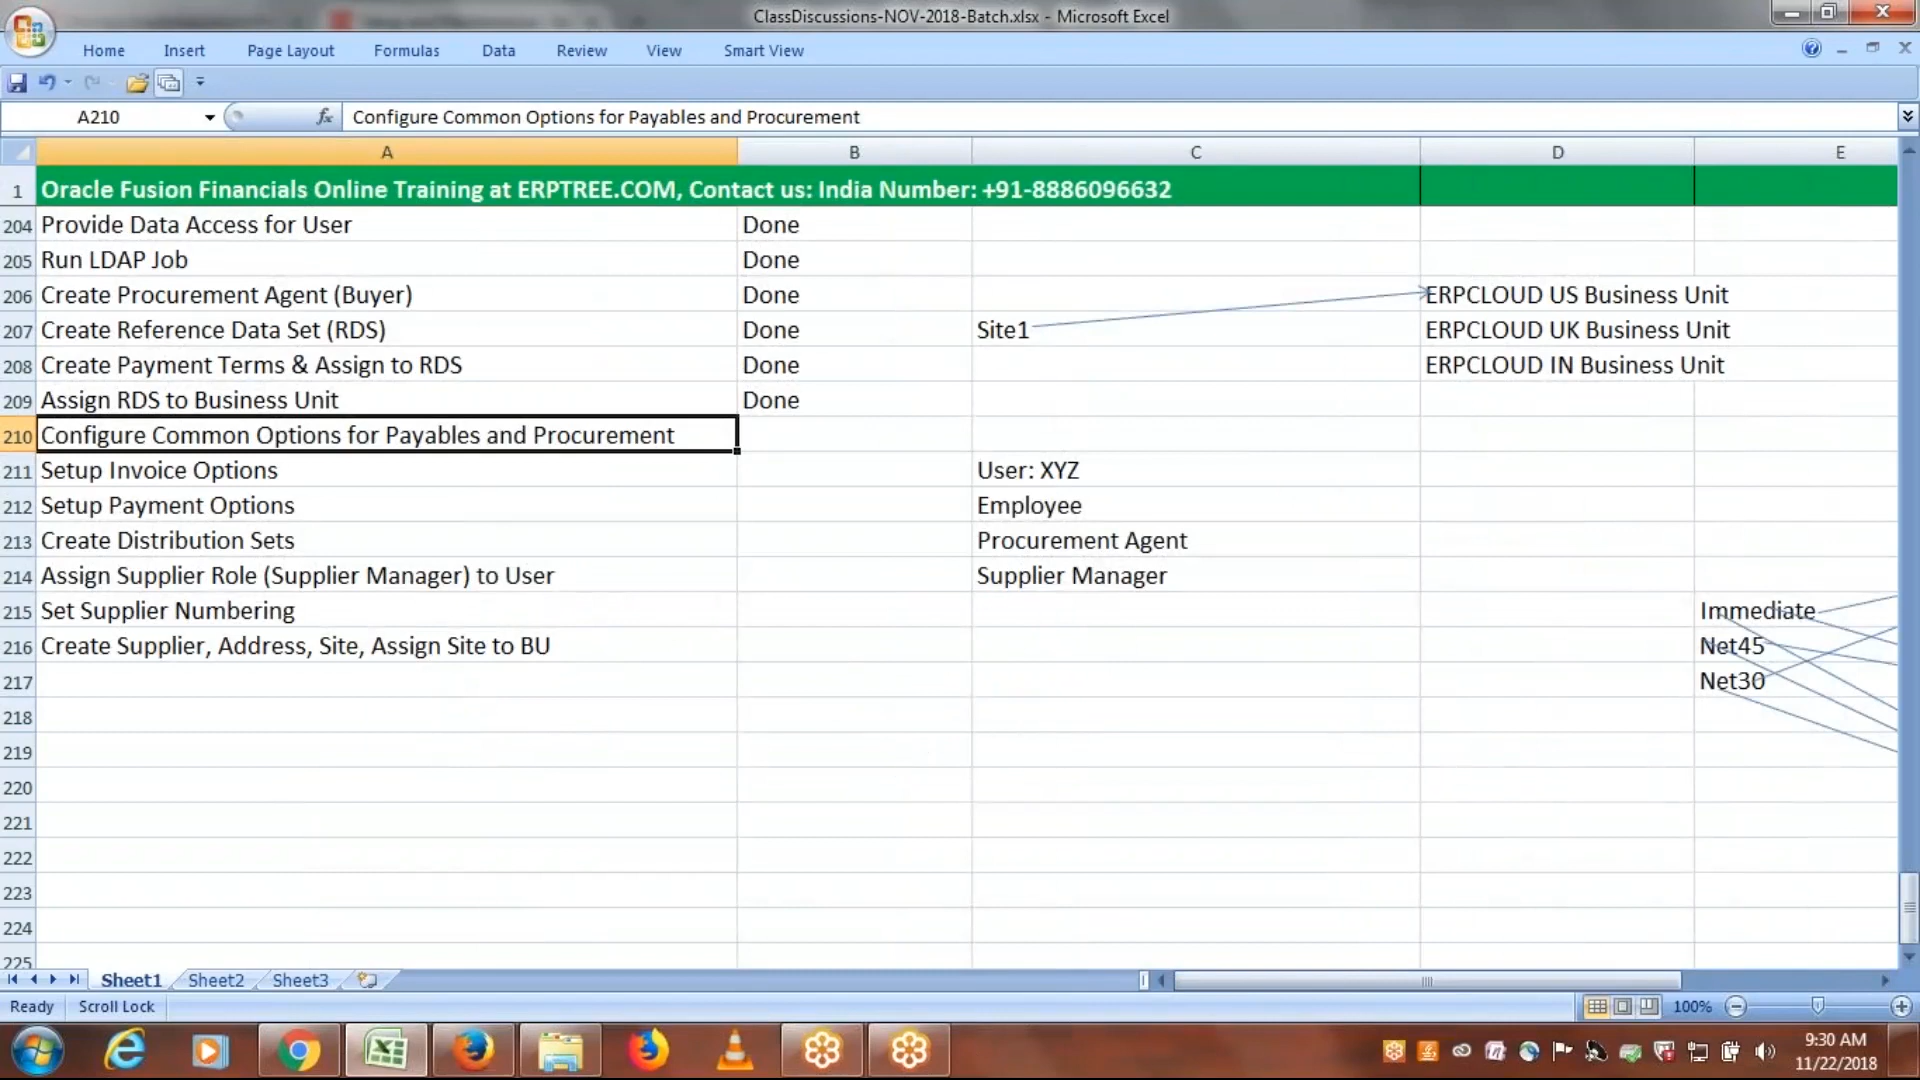 ClassDiscussions-NOV-2018-Batch.xlsx - Microsoft Excel
Home Insert Page Layout Formulas Data Review View Smart View
A210 fx Configure Common Options for Payables and Procurement
A B C D E
1 Oracle Fusion Financials Online Training at ERPTREE.COM, Contact us: India Number: +91-8886096632
204 Provide Data Access for User Done
205 Run LDAP Job Done
206 Create Procurement Agent (Buyer) Done ERPCLOUD US Business Unit
207 Create Reference Data Set (RDS) Done Site1 ERPCLOUD UK Business Unit
208 Create Payment Terms & Assign to RDS Done ERPCLOUD IN Business Unit
209 Assign RDS to Business Unit Done
210 Configure Common Options for Payables and Procurement
211 Setup Invoice Options User: XYZ
212 Setup Payment Options Employee
213 Create Distribution Sets Procurement Agent
214 Assign Supplier Role (Supplier Manager) to User Supplier Manager
215 Set Supplier Numbering Immediate
216 Create Supplier, Address, Site, Assign Site to BU Net45
217 Net30
218
219
220
221
222
223
224
225
Sheet1 Sheet2 Sheet3
Ready Scroll Lock 100%
9:30 AM
11/22/2018